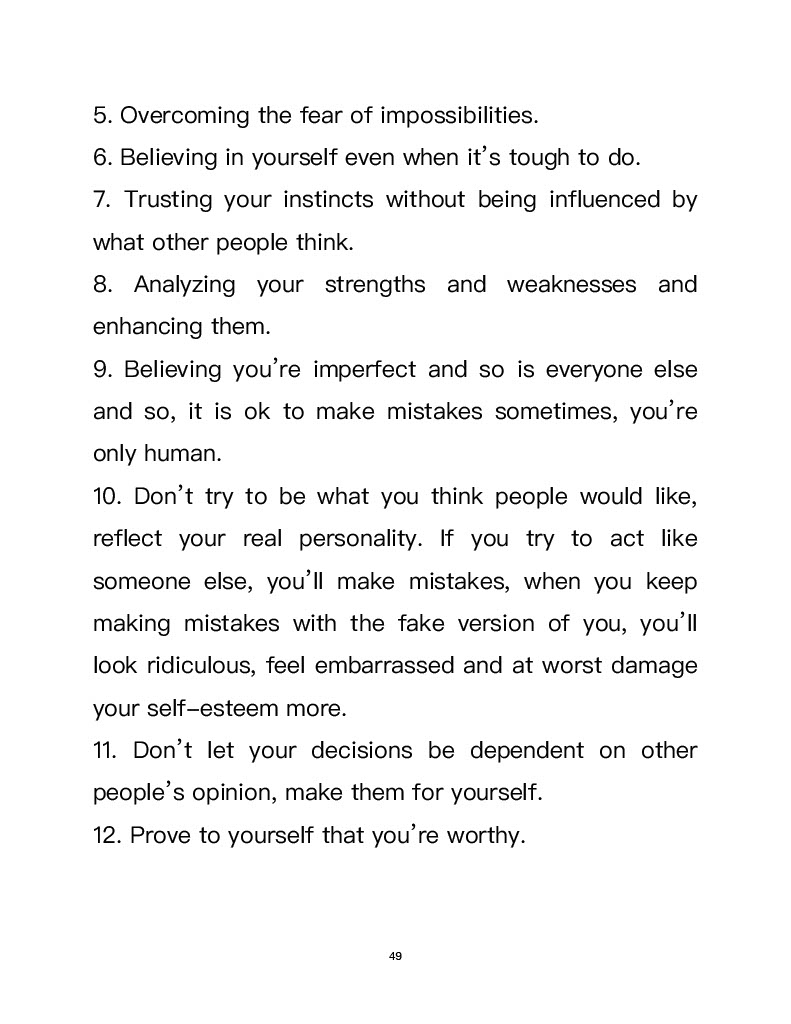 5. Overcoming the fear of impossibilities.
6. Believing in yourself even when it’s tough to do.
7. Trusting your instincts without being influenced by
what other people think.
8. Analyzing your strengths and weaknesses and
enhancing them.
9. Believing you’re imperfect and so is everyone else
and so, it is ok to make mistakes sometimes, you’re
only human.
10. Don’t try to be what you think people would like,
reflect your real personality. If you try to act like
someone else, you’ll make mistakes, when you keep
making mistakes with the fake version of you, you’ll
look ridiculous, feel embarrassed and at worst damage
your self–esteem more.
11. Don’t let your decisions be dependent on other
people’s opinion, make them for yourself.
12. Prove to yourself that you’re worthy.
49